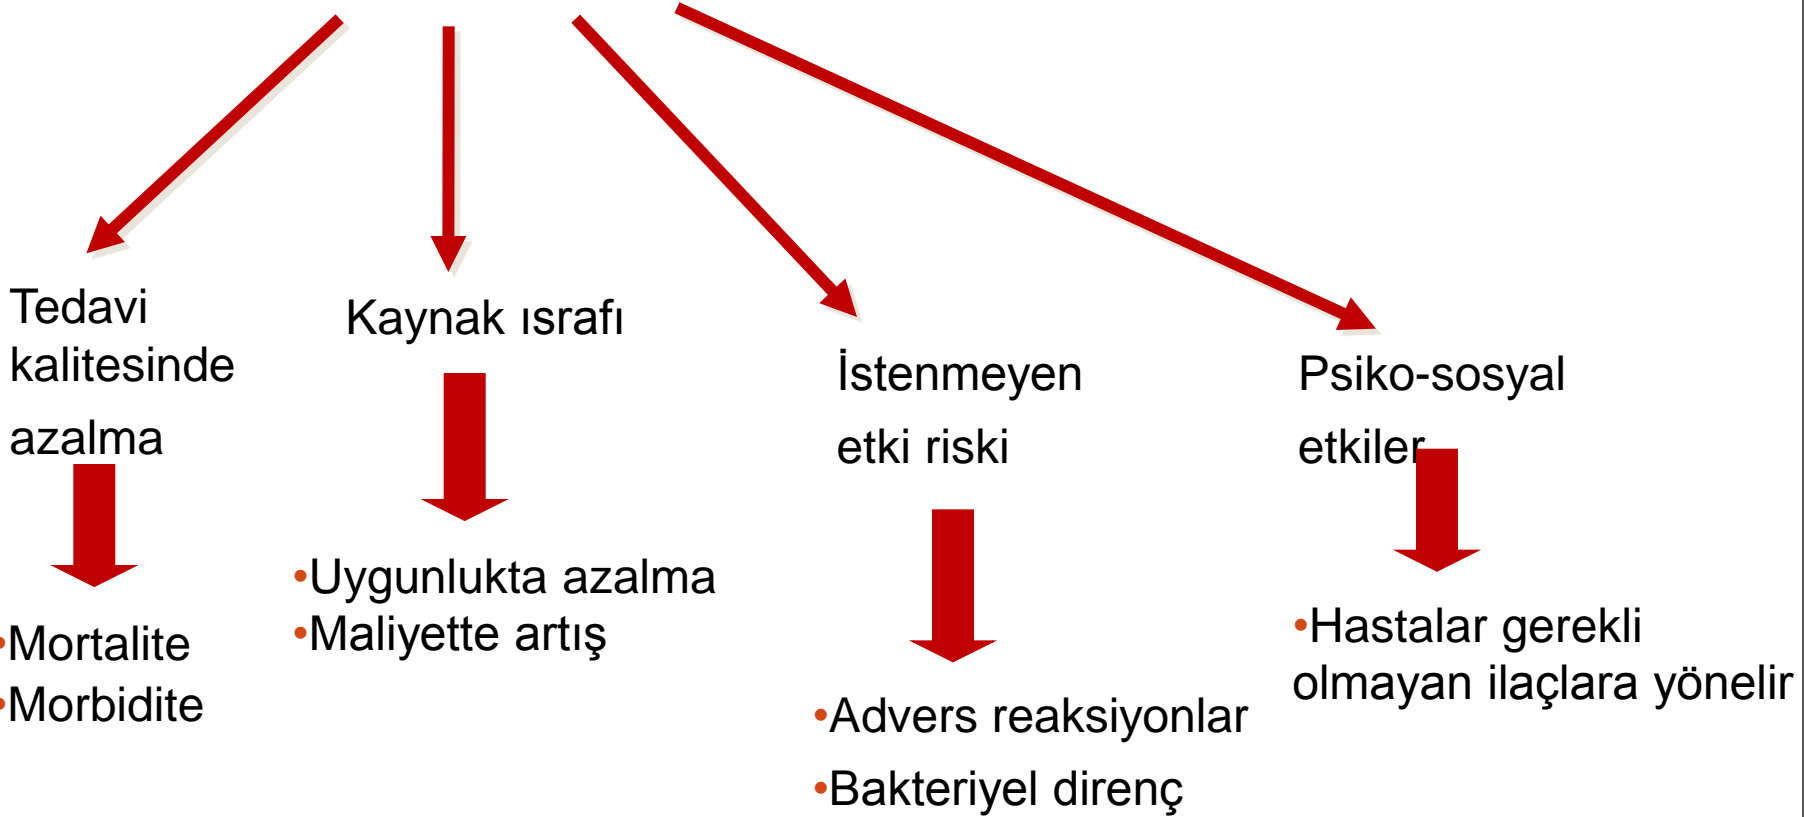 Tedavi
kalitesinde
azalma
•Mortalite
•Morbidite
Kaynak ısrafı
•Uygunlukta azalma
•Maliyette artış
İstenmeyen
etki riski
•Advers reaksiyonlar
•Bakteriyel direnç
Psiko-sosyal
etkiler
•Hastalar gerekli
olmayan ilaçlara yönelir